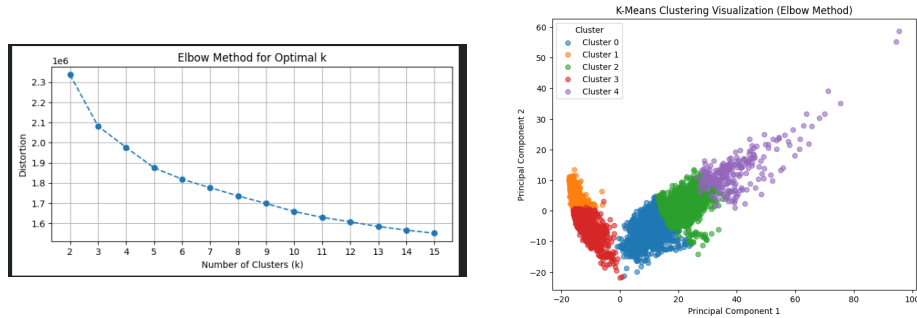 Elbow Method for Optimal k
1e6
2.3
2.2
2.1
2.0
1.9
1.8
1.7
1.6
Distortion
2 3 4 5 6 7 8 9 10 11 12 13 14 15
Number of Clusters (k)
K-Means Clustering Visualization (Elbow Method)
Cluster
Cluster 0
Cluster 1
Cluster 2
Cluster 3
Cluster 4
60
50
40
30
20
10
0
−10
−20
Principal Component 2
−20 0 20 40 60 80 100
Principal Component 1